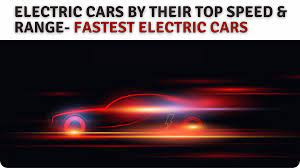 ELECTRIC CARS BY THEIR TOP SPEED &
RANGE- FASTEST ELECTRIC CARS